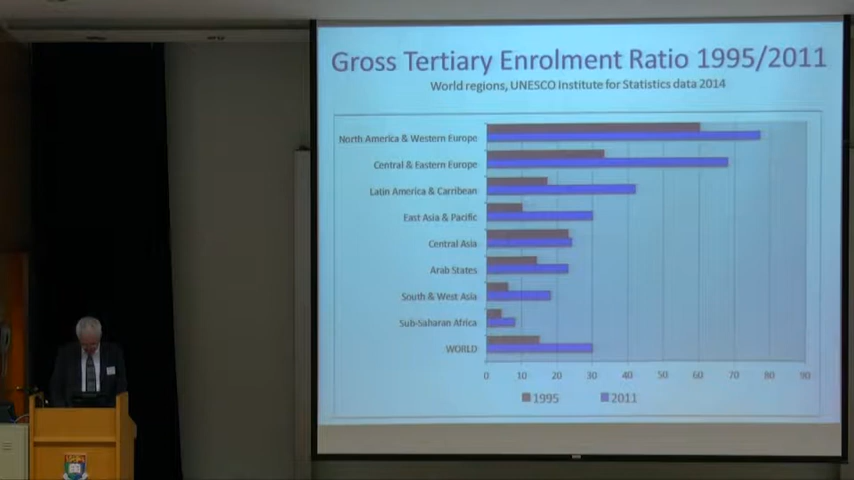 Gross Tertiary Enrolment Ratio 1995/2011
World regions, UNESCO Institute for Statistics data 2014
North America & Western Europe
Central & Eastern Europe
Latin America & Carribean
East Asia & Pacific
Central Asia
Arab States
South & West Asia
Sub-Saharan Africa
WORLD
0 10 20 30 40 50 60 70 80 90
1995 2011